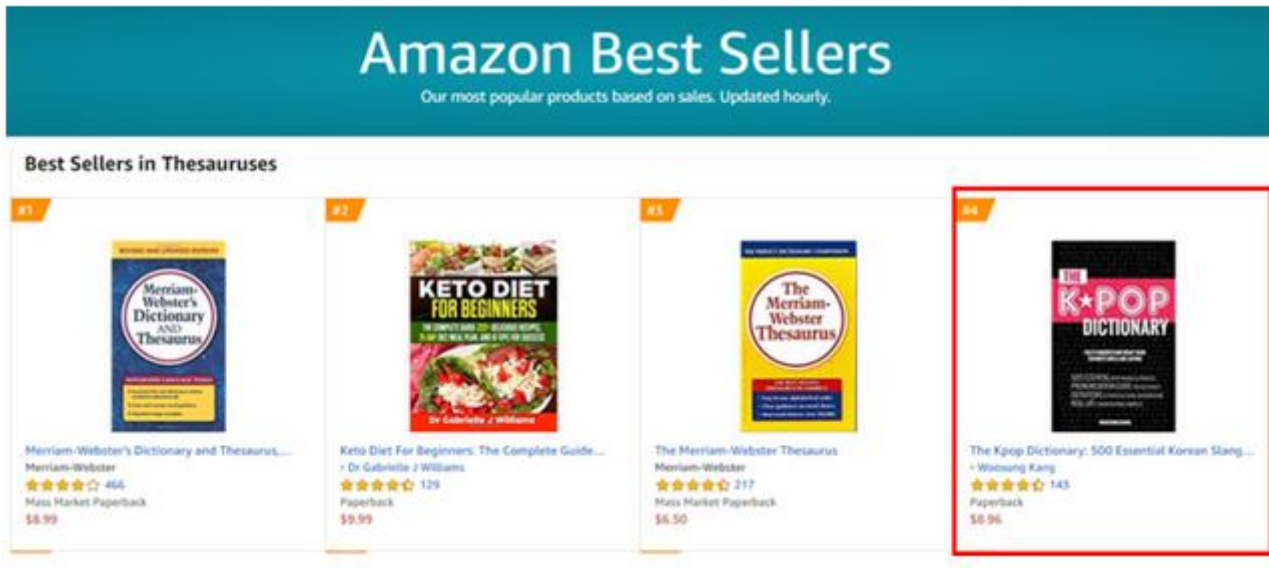 Amazon Best Sellers
Our most popular products based on sales. Updated hourly.
Best Sellers in Thesauruses
#1
#2
#3
#4
Merriam-
Webster's
Dictionary
AND
Thesaurus
KETO DIET
FOR BEGINNERS
Dr Gabrielle J Williams
The
Merriam-
Webster
Thesaurus
THE
K★POP
DICTIONARY
Merriam-Webster's Dictionary and Thesaurus,...
Merriam-Webster
466
Mass Market Paperback
$8.99
Keto Diet For Beginners: The Complete Guide...
› Dr Gabrielle J Williams
129
Paperback
$9.99
The Merriam-Webster Thesaurus
Merriam-Webster
217
Mass Market Paperback
$6.50
The Kpop Dictionary: 500 Essential Korean Slang...
› Woosung Kang
143
Paperback
$8.96